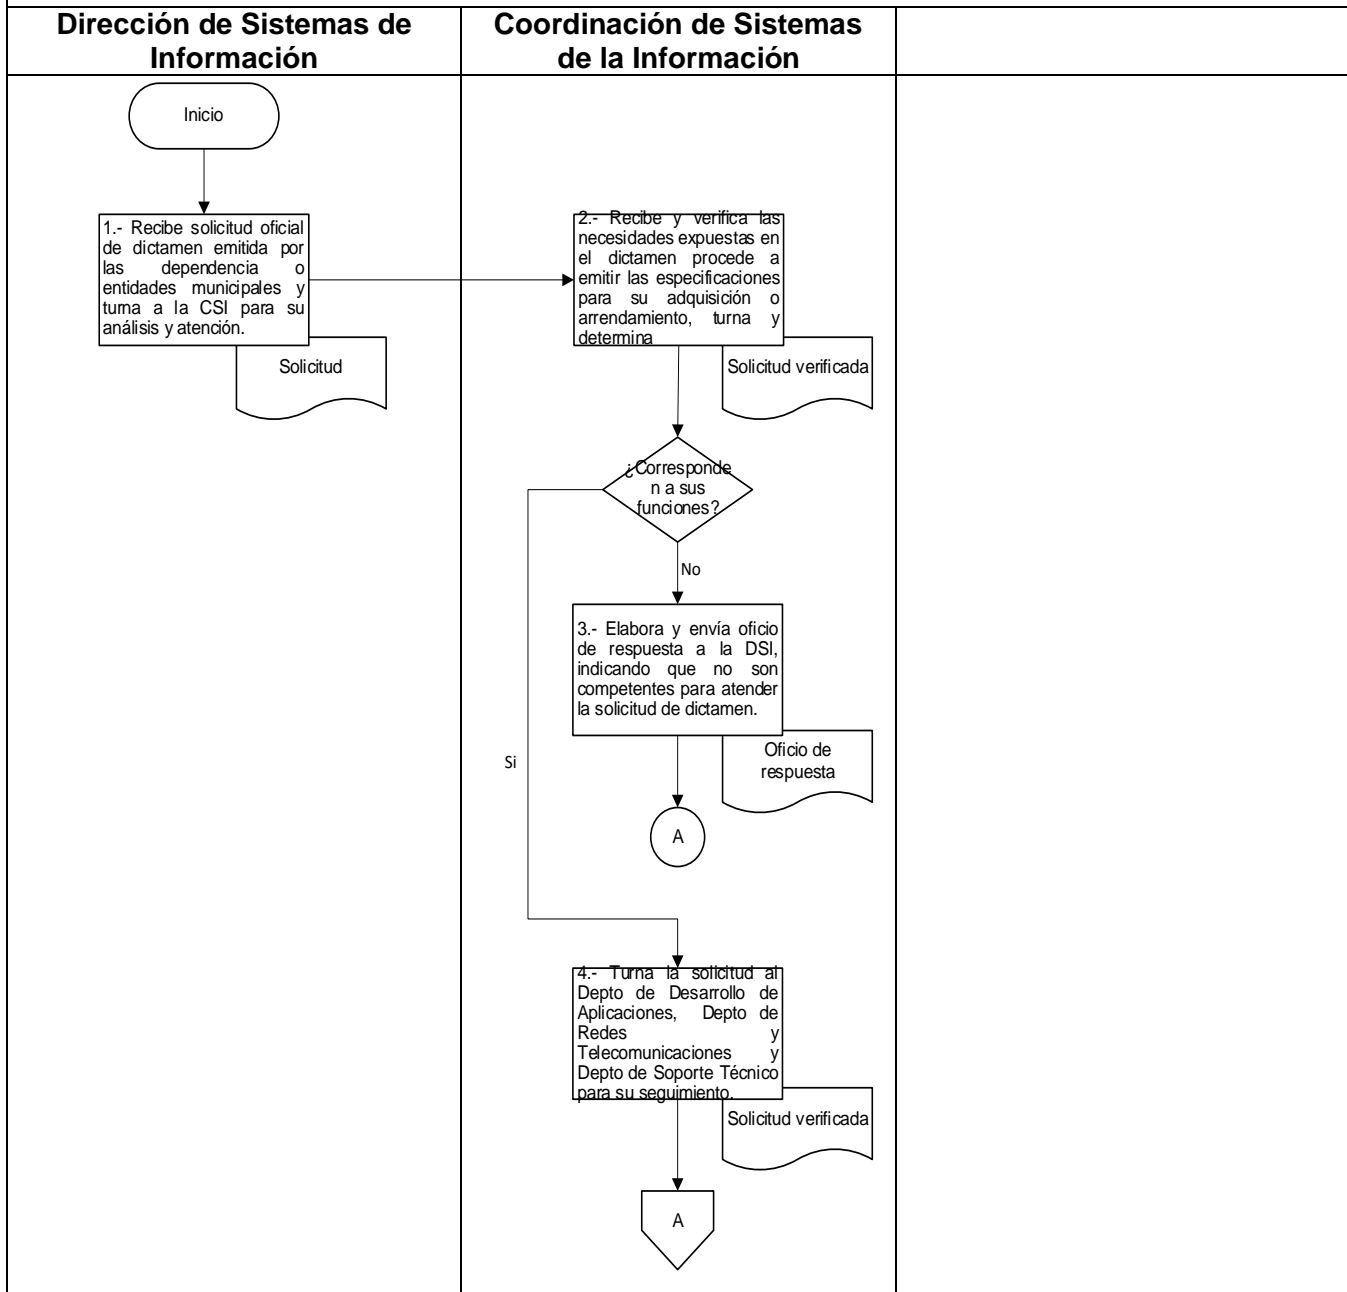 Dirección de Sistemas de
Información
Coordinación de Sistemas
de la Información
Inicio
1.- Recibe solicitud oficial
de dictamen emitida por
las dependencia o
entidades municipales y
turna a la CSI para su
análisis y atención.
Solicitud
2.- Recibe y verifica las
necesidades expuestas en
el dictamen procede a
emitir las especificaciones
para su adquisición o
arrendamiento, turna y
determina
Solicitud verificada
¿Corresponde
n a sus
funciones?
No
Si
3.- Elabora y envía oficio
de respuesta a la DSI,
indicando que no son
competentes para atender
la solicitud de dictamen.
Oficio de
respuesta
A
4.- Turna la solicitud al
Depto de Desarrollo de
Aplicaciones, Depto de
Redes y
Telecomunicaciones y
Depto de Soporte Técnico
para su seguimiento.
Solicitud verificada
A